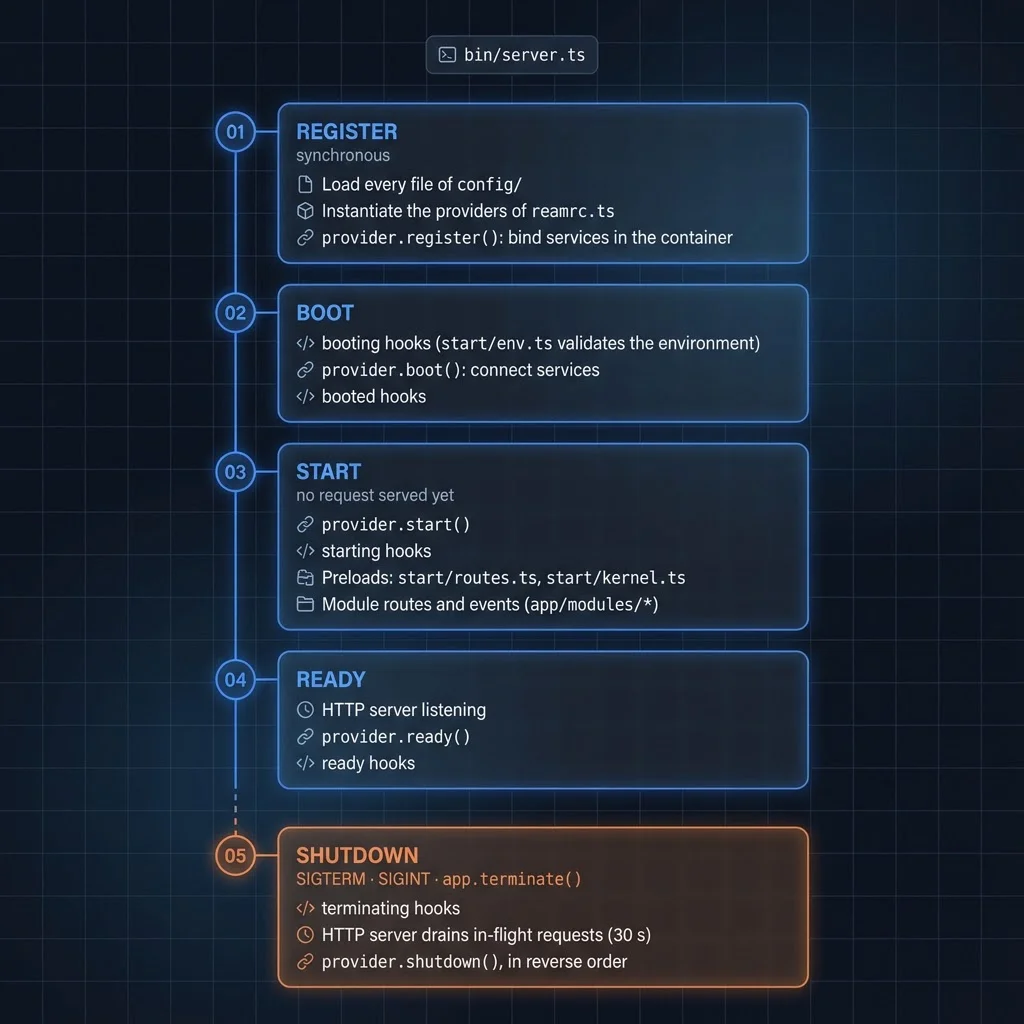 bin/server.ts
01
REGISTER
synchronous
Load every file of config/
Instantiate the providers of reamrc.ts
provider.register(): bind services in the container
02
BOOT
booting hooks (start/env.ts validates the environment)
provider.boot(): connect services
booted hooks
03
START
no request served yet
provider.start()
starting hooks
Preloads: start/routes.ts, start/kernel.ts
Module routes and events (app/modules/*)
04
READY
HTTP server listening
provider.ready()
ready hooks
05
SHUTDOWN
SIGTERM · SIGINT · app.terminate()
terminating hooks
HTTP server drains in-flight requests (30 s)
provider.shutdown(), in reverse order